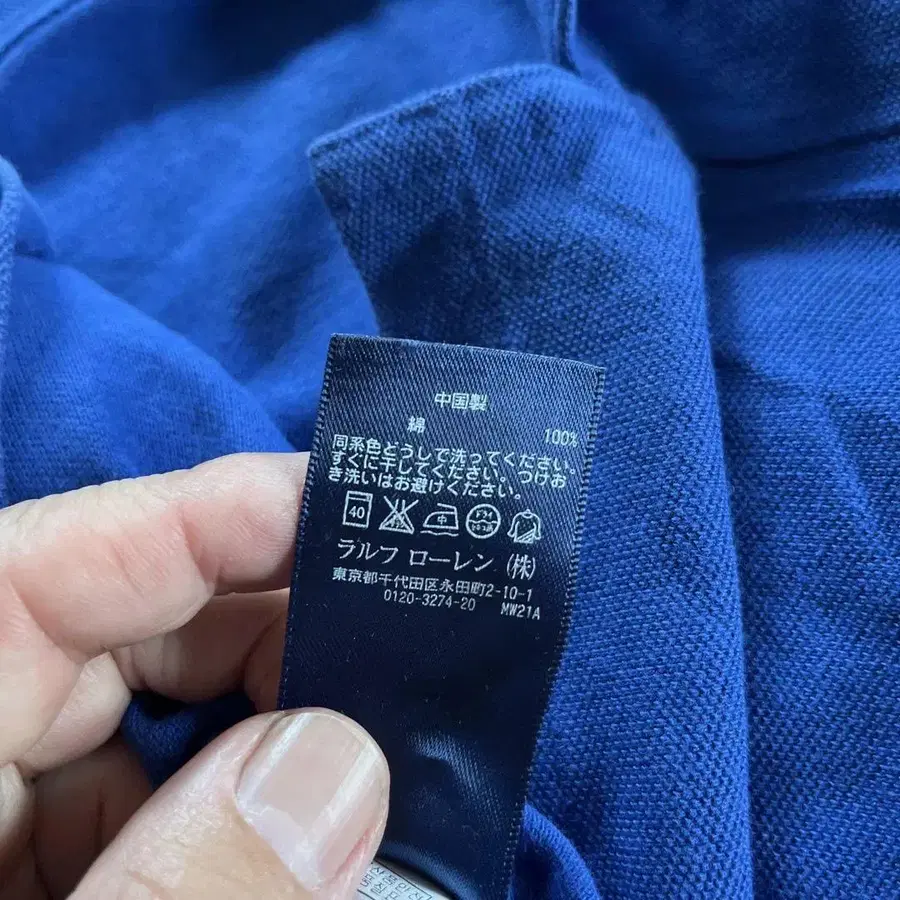 中国製
綿 100%
同系色どうしで洗ってください。
すぐに干してください。つけお
き洗いはお避けください。
40 中 ドライ
ラルフ ローレン (株)
東京都千代田区永田町2-10-1
0120-3274-20 MW21A